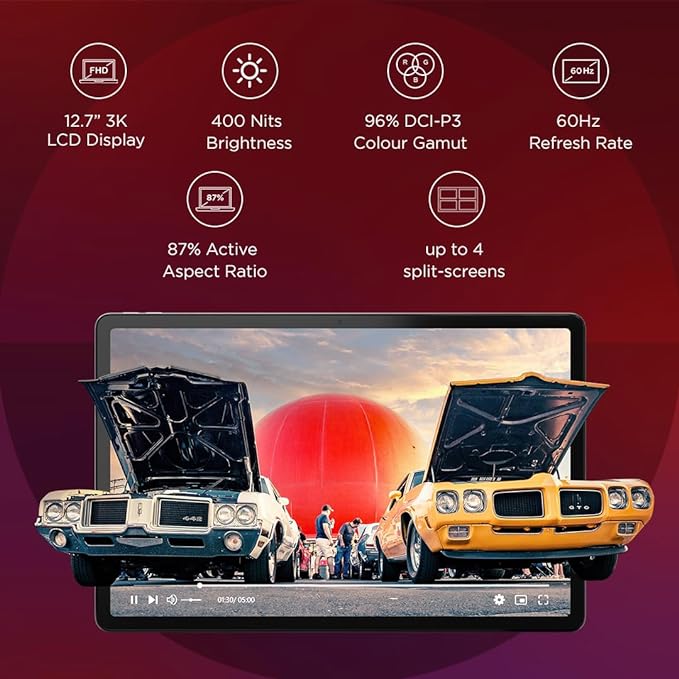 FHD
12.7” 3K
LCD Display
400 Nits
Brightness
R G
B
96% DCI-P3
Colour Gamut
60Hz
60Hz
Refresh Rate
87%
87% Active
Aspect Ratio
up to 4
split-screens
442
GTO
01:30/ 05:00